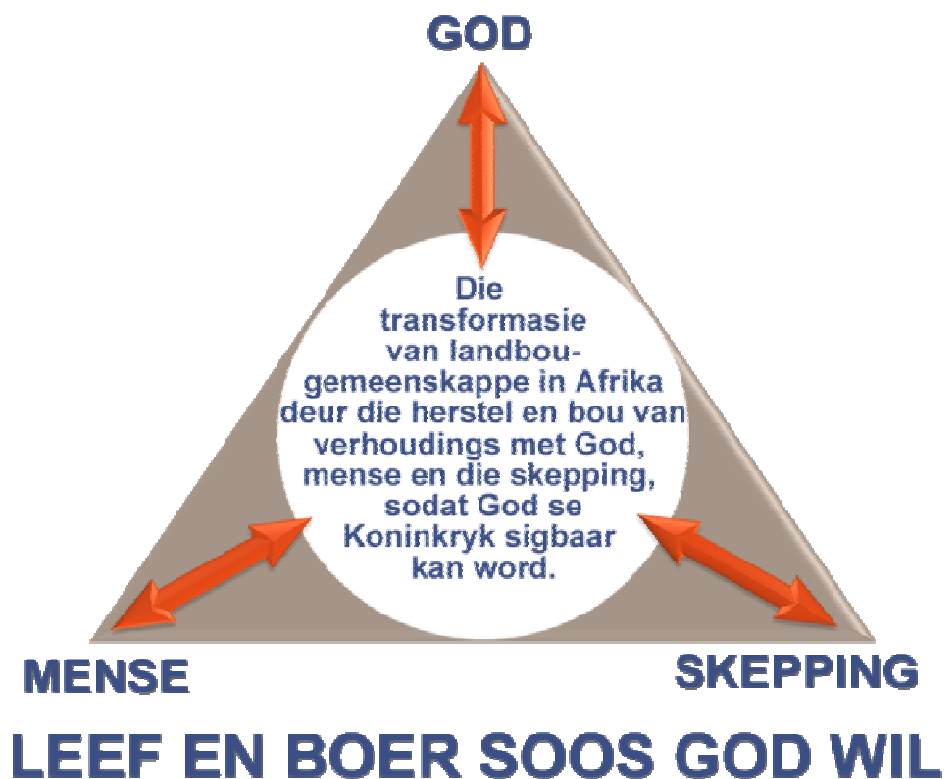 GOD
Die
transformasie
van landbou-
gemeenskappe in Afrika
deur die herstel en bou van
verhoudings met God,
mense en die skepping,
sodat God se
Koninkryk sigbaar
kan word.
MENSE
SKEPPING
LEEF EN BOER SOOS GOD WIL